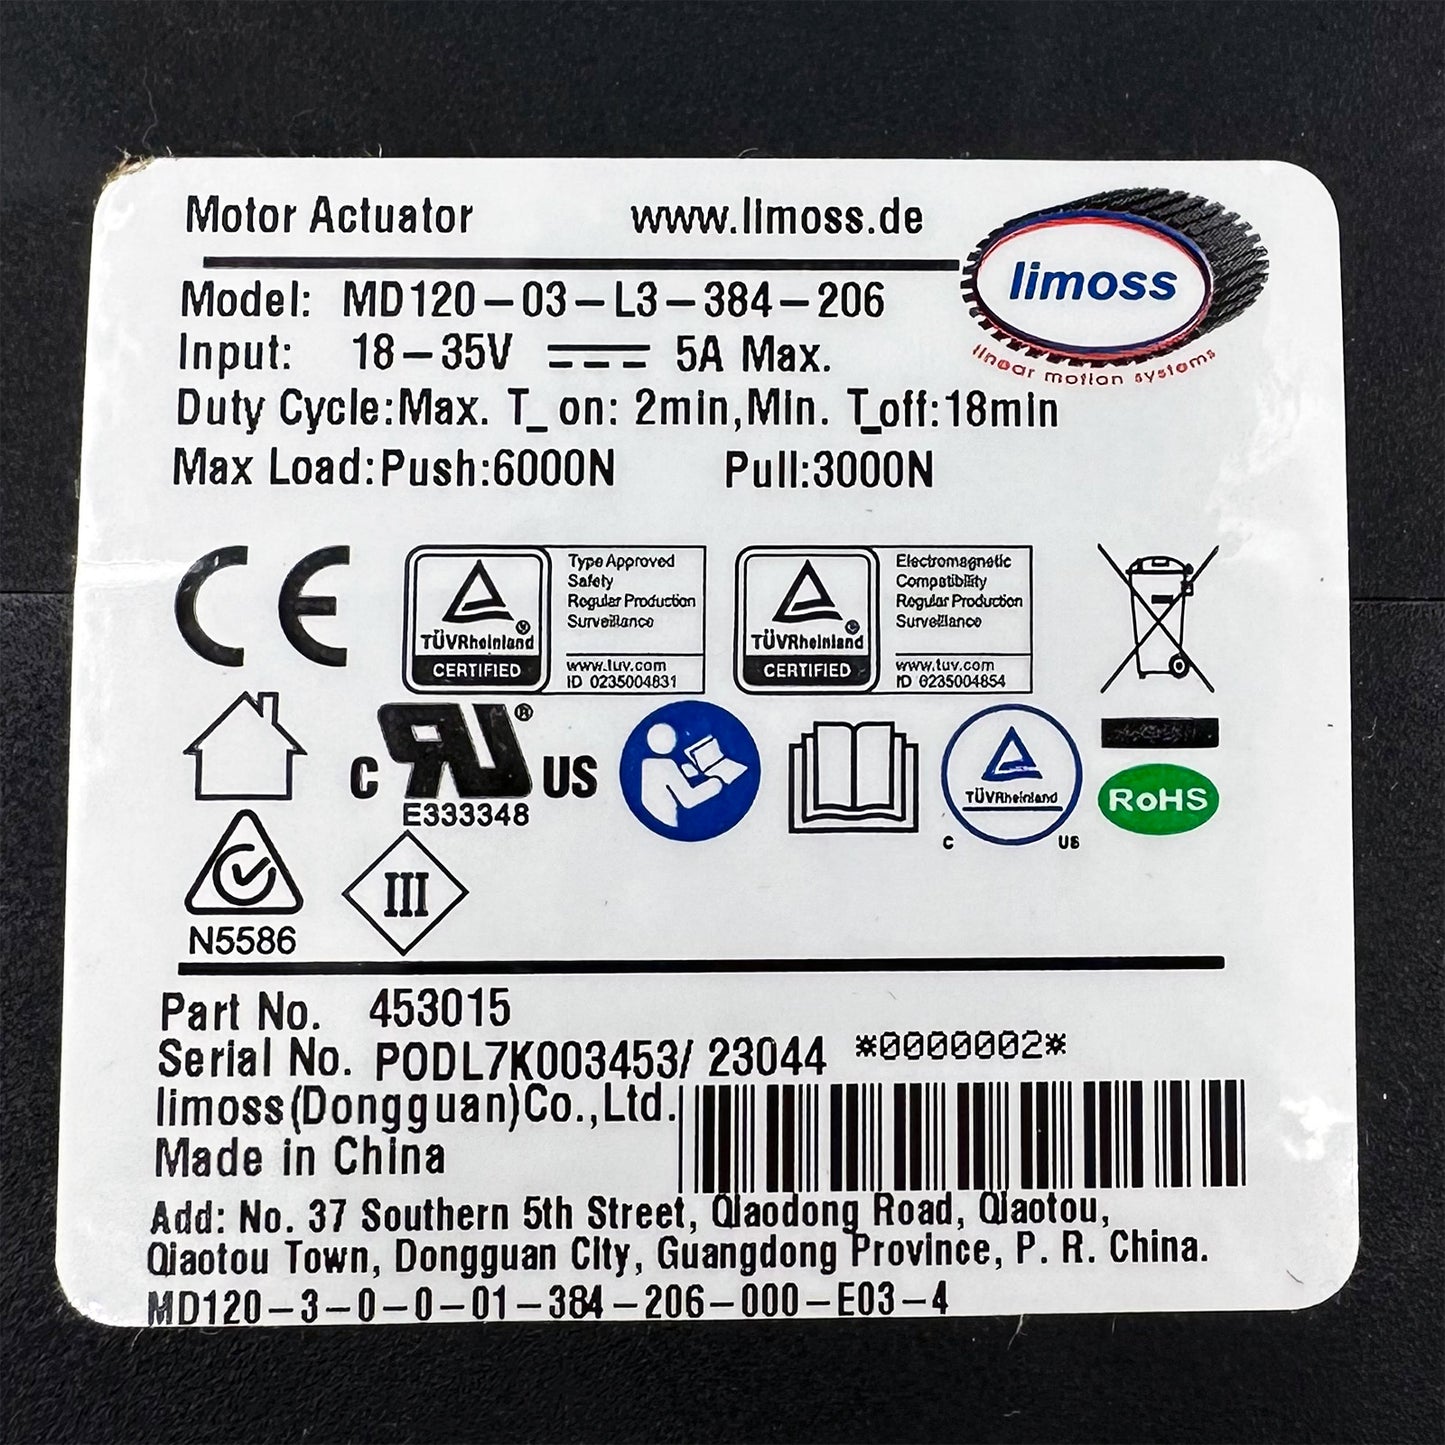 Motor Actuator www.limoss.de
limoss
linear motion systems
Model: MD120-03-L3-384-206
Input: 18-35V 5A Max.
Duty Cycle:Max. T_on: 2min,Min. T_off:18min
Max Load:Push:6000N Pull:3000N
CE
TÜVRheinland
CERTIFIED
Type Approved
Safety
Regular Production
Surveillance
www.tuv.com
ID 0235004831
TÜVRheinland
CERTIFIED
Electromagnetic
Compatibility
Regular Production
Surveillance
www.tuv.com
ID 0235004854
c RU® US
E333348
TÜVRheinland
C US
RoHS
N5586
III
Part No. 453015
Serial No. PODL7K003453/ 23044 *0000002*
limoss(Dongguan)Co.,Ltd.
Made in China
Add: No. 37 Southern 5th Street, Qiaodong Road, Qiaotou,
Qiaotou Town, Dongguan City, Guangdong Province, P. R. China.
MD120-3-0-0-01-384-206-000-E03-4